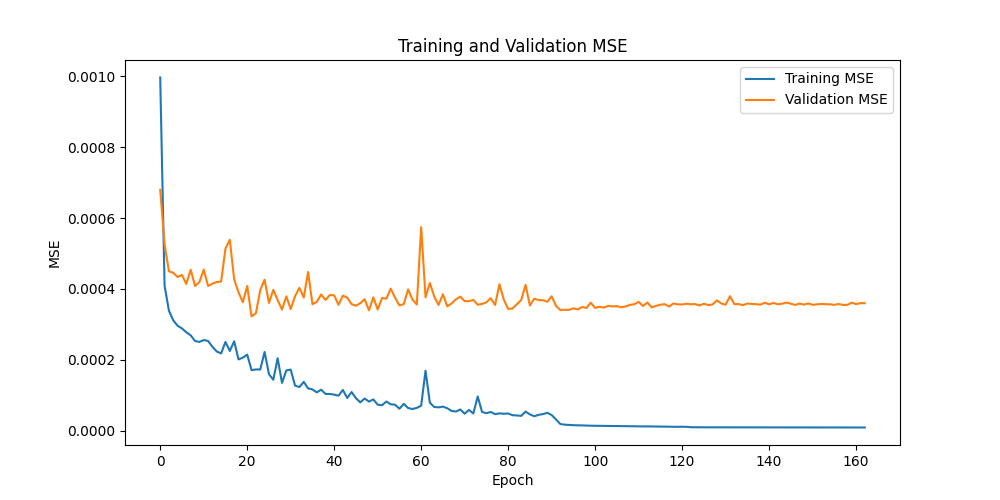 Training and Validation MSE
Training MSE
Validation MSE
MSE
0.0010
0.0008
0.0006
0.0004
0.0002
0.0000
0 20 40 60 80 100 120 140 160
Epoch